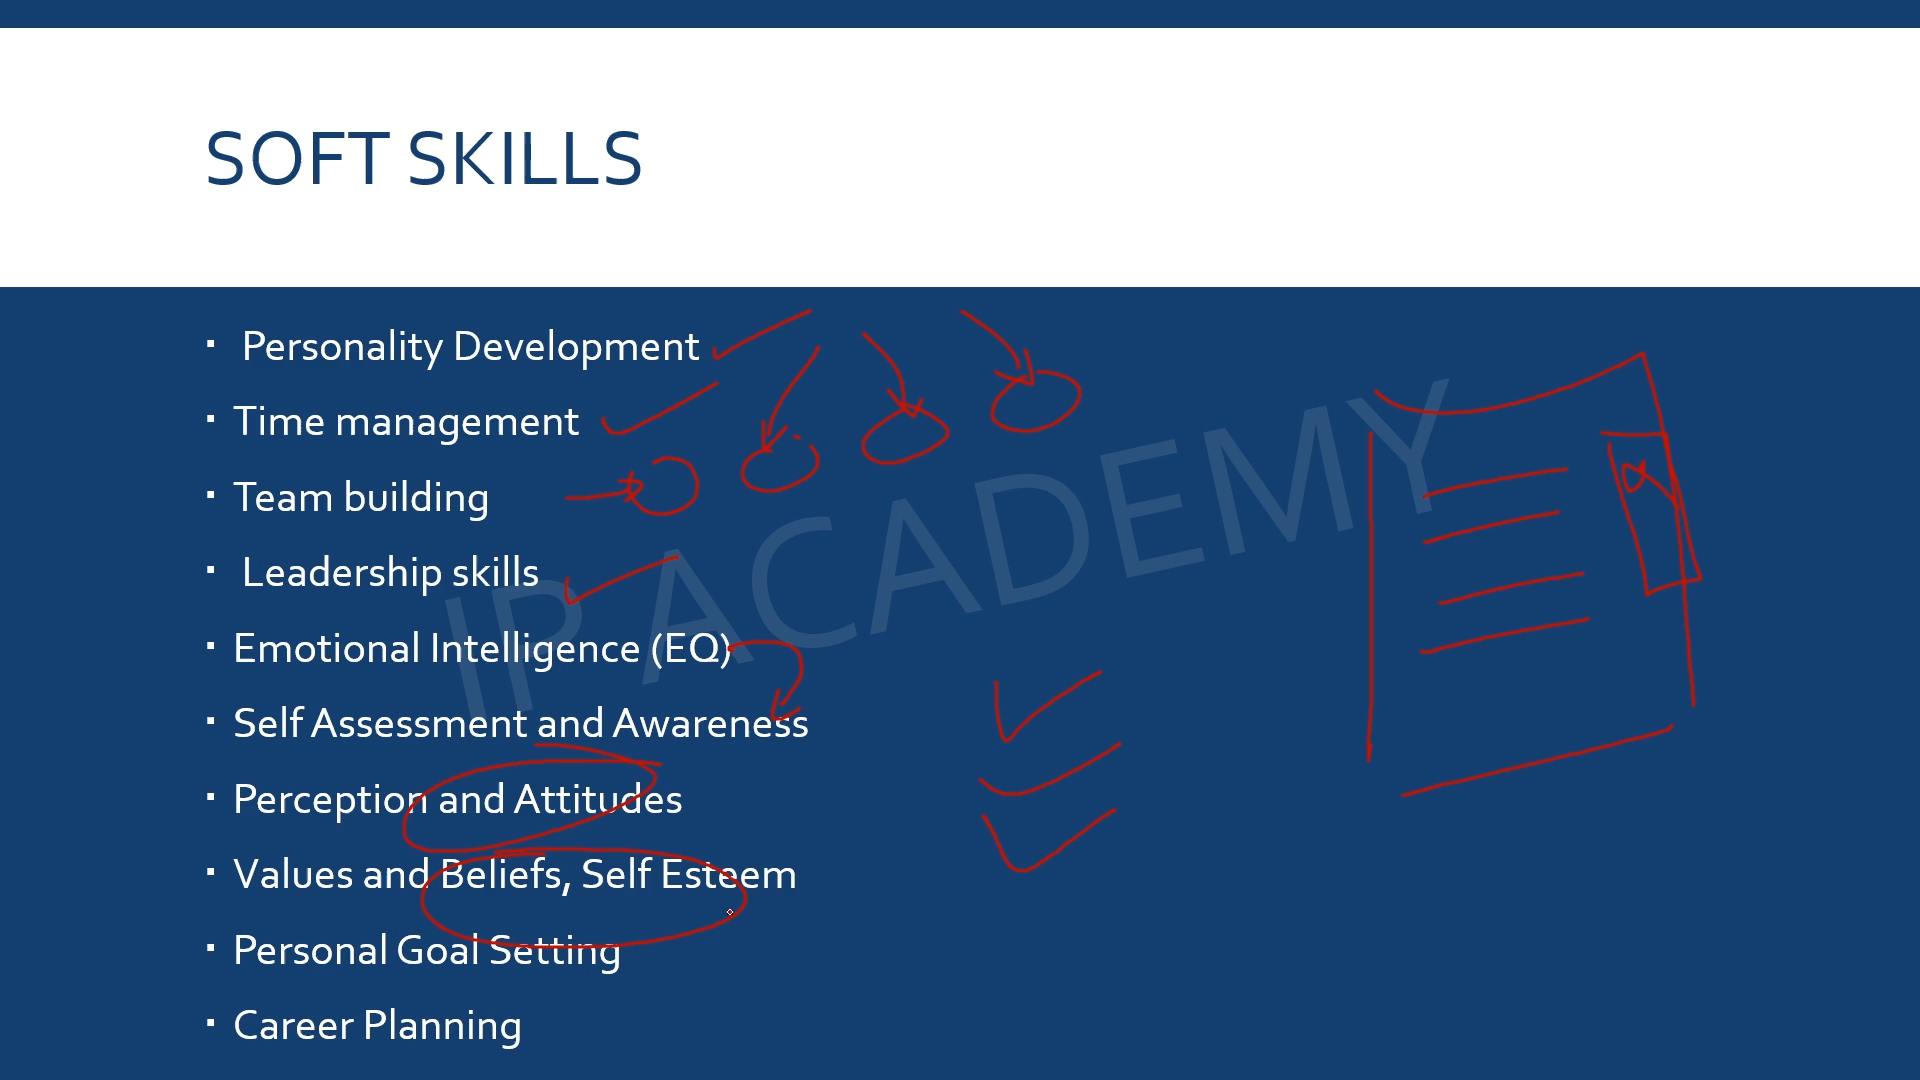 SOFT SKILLS
▪ Personality Development
▪ Time management
▪ Team building
▪ Leadership skills
▪ Emotional Intelligence (EQ)
▪ Self Assessment and Awareness
▪ Perception and Attitudes
▪ Values and Beliefs, Self Esteem
▪ Personal Goal Setting
▪ Career Planning
IP ACADEMY